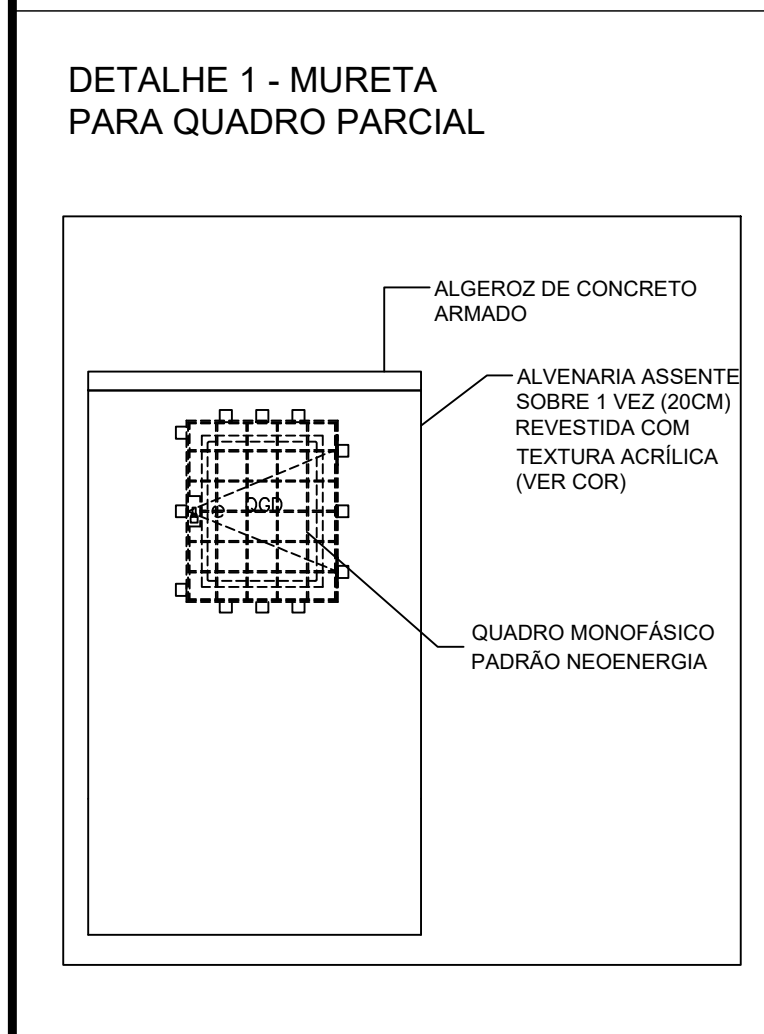 DETALHE 1 - MURETA
PARA QUADRO PARCIAL
ALGEROZ DE CONCRETO
ARMADO
ALVENARIA ASSENTE
SOBRE 1 VEZ (20CM)
REVESTIDA COM
TEXTURA ACRÍLICA
(VER COR)
QGD
QUADRO MONOFÁSICO
PADRÃO NEOENERGIA